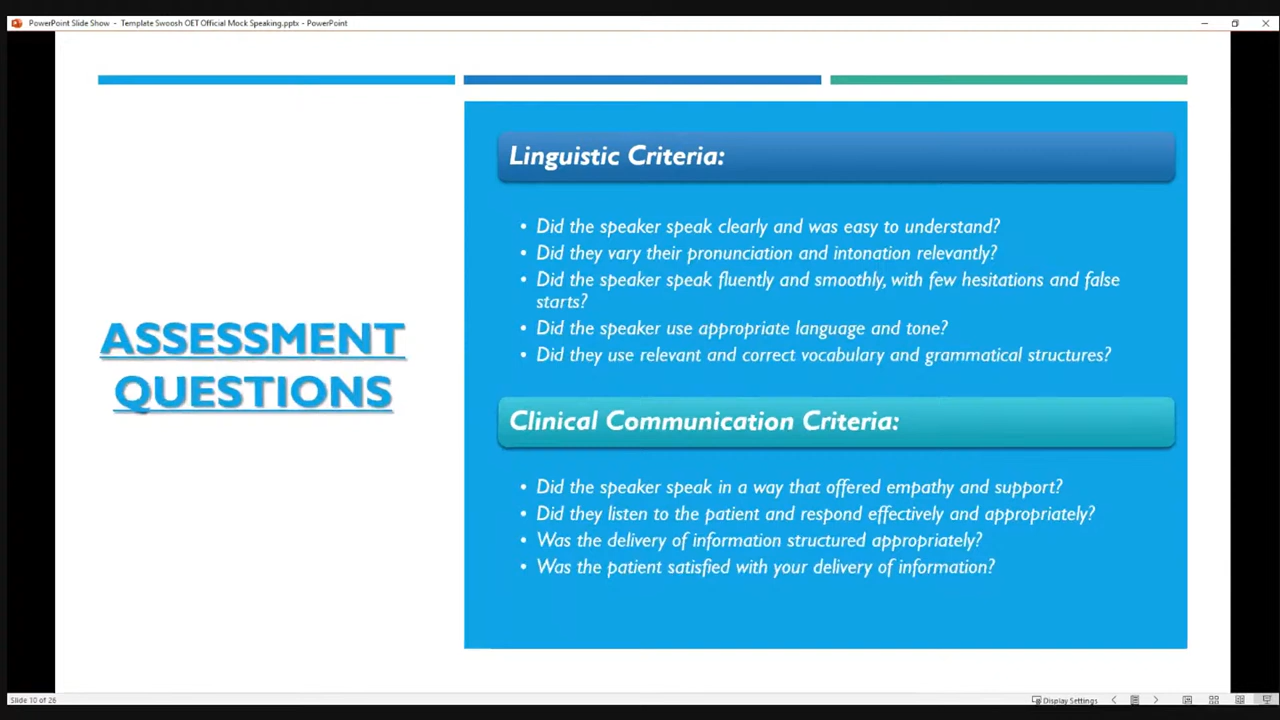 PowerPoint Slide Show - Template Swoosh OET Official Mock Speaking.pptx - PowerPoint
ASSESSMENT
QUESTIONS
Linguistic Criteria:
• Did the speaker speak clearly and was easy to understand?
• Did they vary their pronunciation and intonation relevantly?
• Did the speaker speak fluently and smoothly, with few hesitations and false
starts?
• Did the speaker use appropriate language and tone?
• Did they use relevant and correct vocabulary and grammatical structures?
Clinical Communication Criteria:
• Did the speaker speak in a way that offered empathy and support?
• Did they listen to the patient and respond effectively and appropriately?
• Was the delivery of information structured appropriately?
• Was the patient satisfied with your delivery of information?
Slide 10 of 28
Display Settings